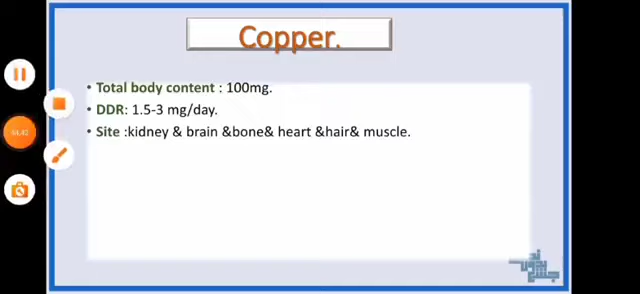 Copper.
• Total body content : 100mg.
• DDR: 1.5-3 mg/day.
• Site :kidney & brain &bone& heart &hair& muscle.